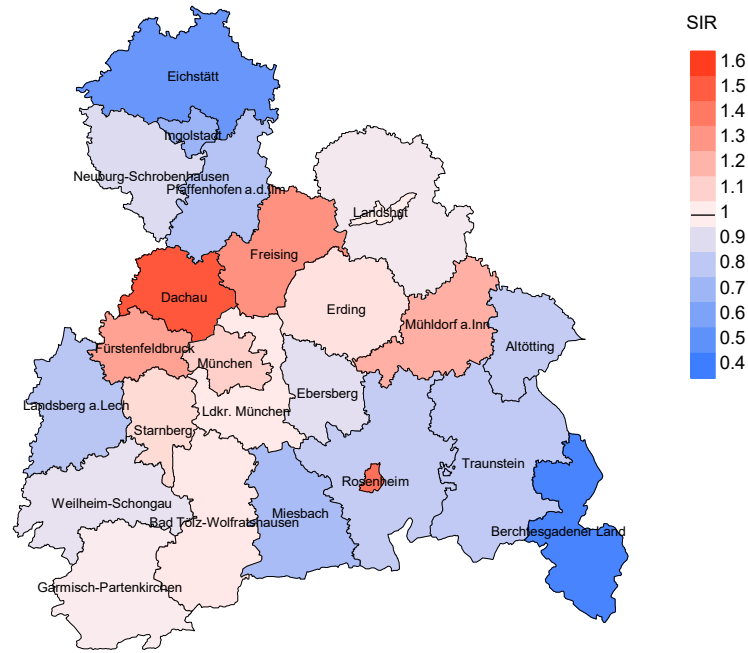 SIR
1.6
1.5
1.4
1.3
1.2
1.1
1
0.9
0.8
0.7
0.6
0.5
0.4
Eichstätt
Ingolstadt
Neuburg-Schrobenhausen
Pfaffenhofen a.d.Ilm
Landshut
Freising
Dachau
Erding
Mühldorf a.Inn
Altötting
Fürstenfeldbruck
München
Ebersberg
Landsberg a.Lech
Ldkr. München
Starnberg
Traunstein
Rosenheim
Weilheim-Schongau
Miesbach
Bad Tölz-Wolfratshausen
Berchtesgadener Land
Garmisch-Partenkirchen